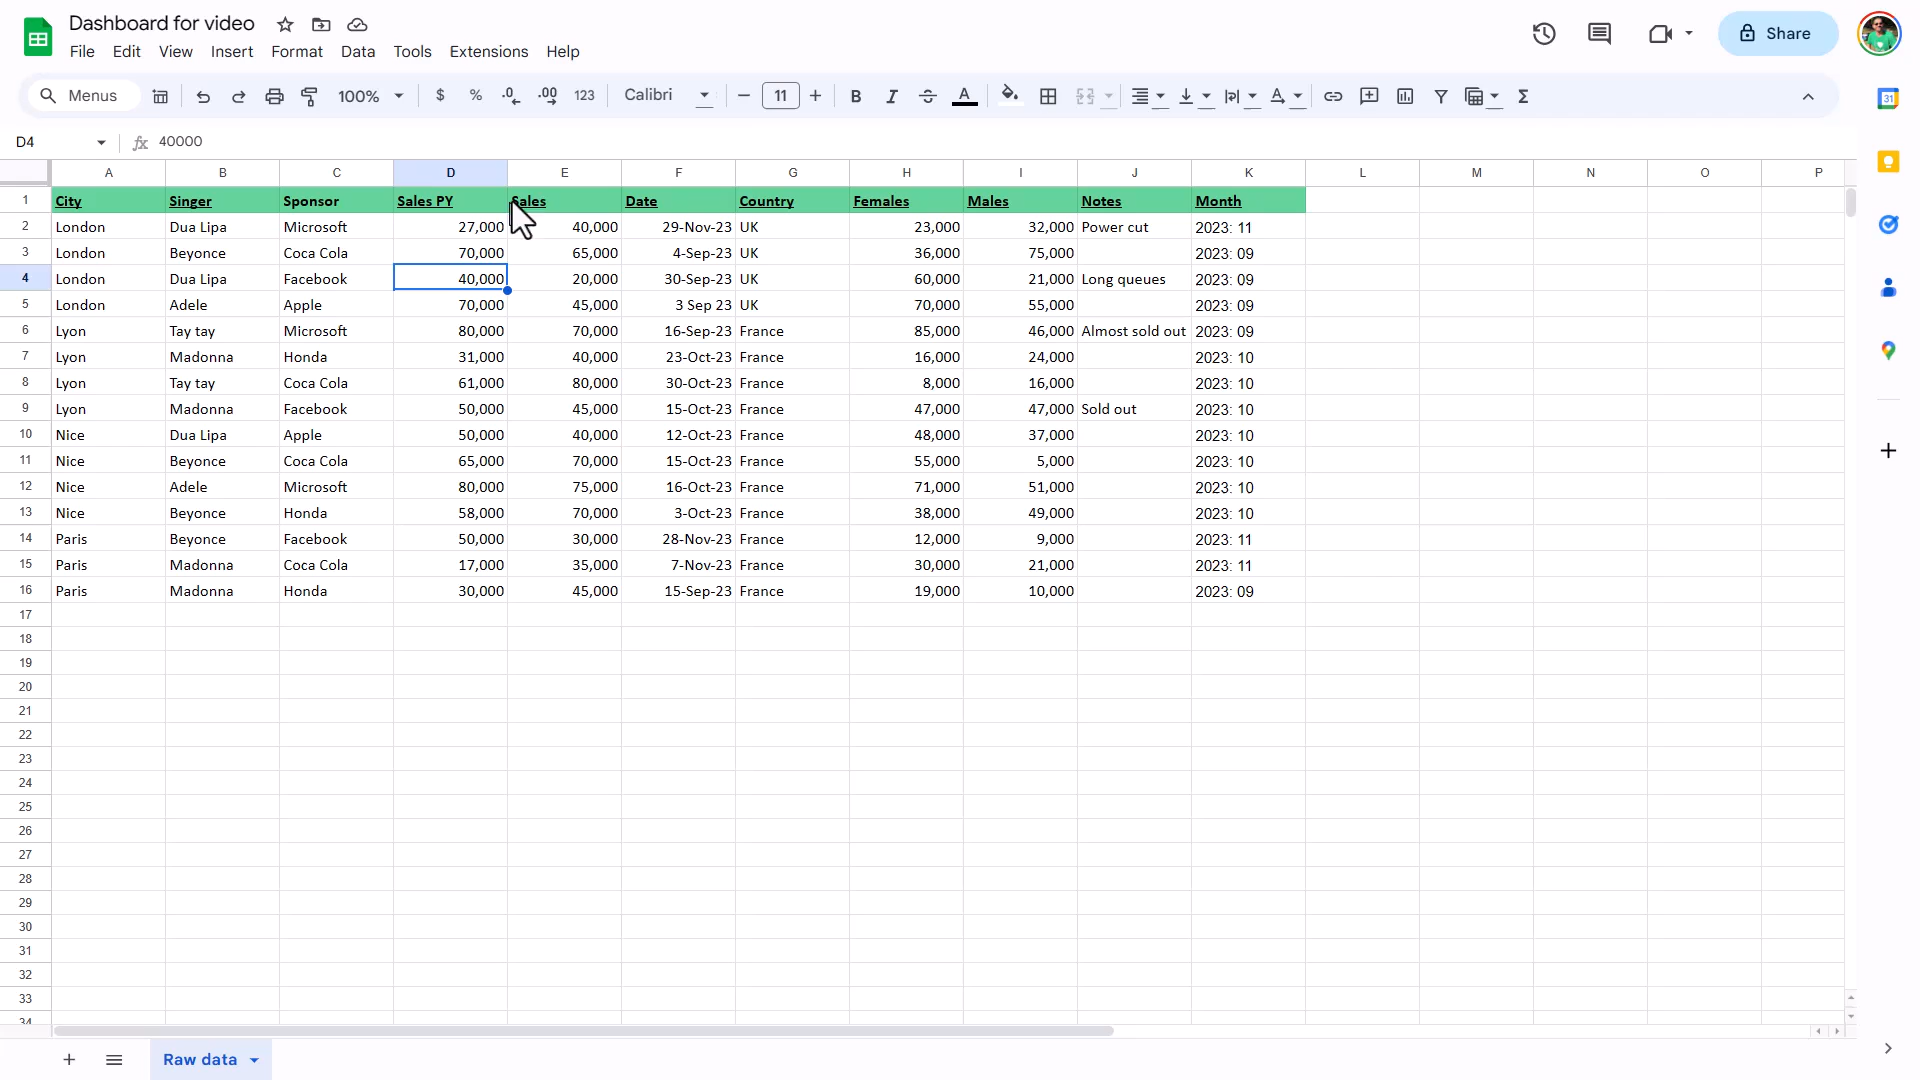 Dashboard for video
File Edit View Insert Format Data Tools Extensions Help
Share
Menus 100% $ % .0 .00 123 Calibri 11 B I A
D4 fx 40000
A B C D E F G H I J K L M N O P
1 City Singer Sponsor Sales PY Sales Date Country Females Males Notes Month
2 London Dua Lipa Microsoft 27,000 40,000 29-Nov-23 UK 23,000 32,000 Power cut 2023: 11
3 London Beyonce Coca Cola 70,000 65,000 4-Sep-23 UK 36,000 75,000 2023: 09
4 London Dua Lipa Facebook 40,000 20,000 30-Sep-23 UK 60,000 21,000 Long queues 2023: 09
5 London Adele Apple 70,000 45,000 3 Sep 23 UK 70,000 55,000 2023: 09
6 Lyon Tay tay Microsoft 80,000 70,000 16-Sep-23 France 85,000 46,000 Almost sold out 2023: 09
7 Lyon Madonna Honda 31,000 40,000 23-Oct-23 France 16,000 24,000 2023: 10
8 Lyon Tay tay Coca Cola 61,000 80,000 30-Oct-23 France 8,000 16,000 2023: 10
9 Lyon Madonna Facebook 50,000 45,000 15-Oct-23 France 47,000 47,000 Sold out 2023: 10
10 Nice Dua Lipa Apple 50,000 40,000 12-Oct-23 France 48,000 37,000 2023: 10
11 Nice Beyonce Coca Cola 65,000 70,000 15-Oct-23 France 55,000 5,000 2023: 10
12 Nice Adele Microsoft 80,000 75,000 16-Oct-23 France 71,000 51,000 2023: 10
13 Nice Beyonce Honda 58,000 70,000 3-Oct-23 France 38,000 49,000 2023: 10
14 Paris Beyonce Facebook 50,000 30,000 28-Nov-23 France 12,000 9,000 2023: 11
15 Paris Madonna Coca Cola 17,000 35,000 7-Nov-23 France 30,000 21,000 2023: 11
16 Paris Madonna Honda 30,000 45,000 15-Sep-23 France 19,000 10,000 2023: 09
17
18
19
20
21
22
23
24
25
26
27
28
29
30
31
32
33
34
Raw data
31